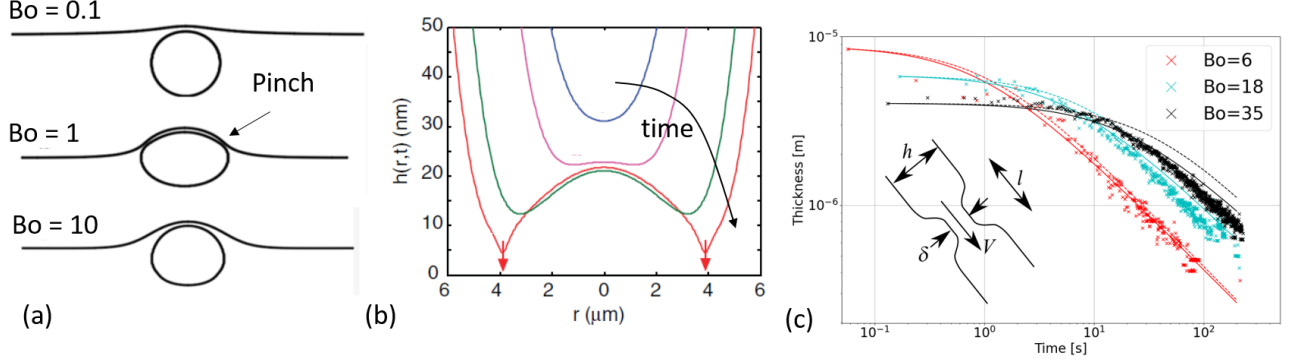 Bo = 0.1
Pinch
Bo = 1
Bo = 10
(a)
h(r,t) (nm)
50
40
30
20
10
0
time
6 4 2 0 2 4 6
r (μm)
(b)
Thickness [m]
10⁻⁵
10⁻⁶
× Bo=6
× Bo=18
× Bo=35
h
l
δ
V
10⁻¹ 10⁰ 10¹ 10²
Time [s]
(c)